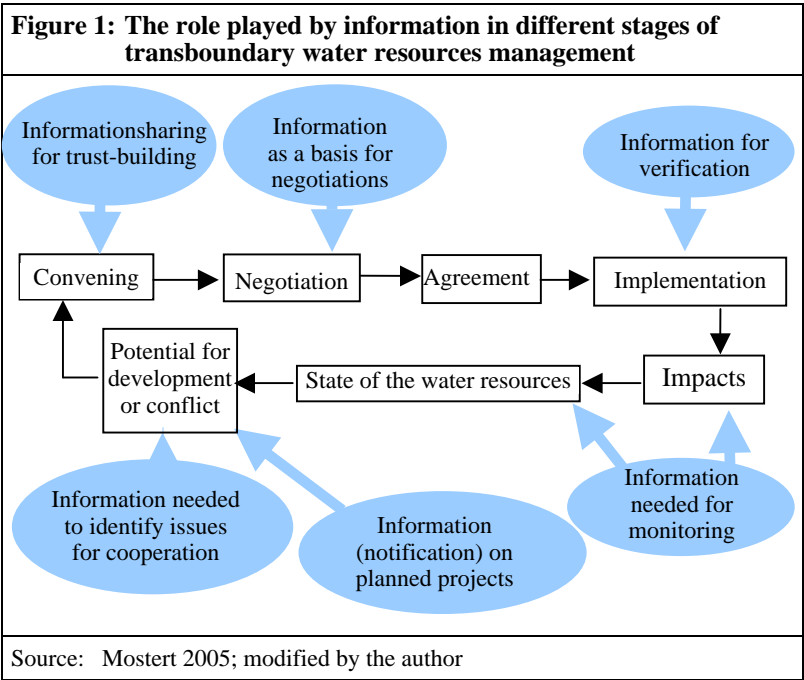 Figure 1: The role played by information in different stages of
transboundary water resources management
Informationsharing
for trust-building
Information
as a basis for
negotiations
Information for
verification
Convening
Negotiation
Agreement
Implementation
Potential for
development
or conflict
State of the water resources
Impacts
Information needed
to identify issues
for cooperation
Information
(notification) on
planned projects
Information
needed for
monitoring
Source: Mostert 2005; modified by the author